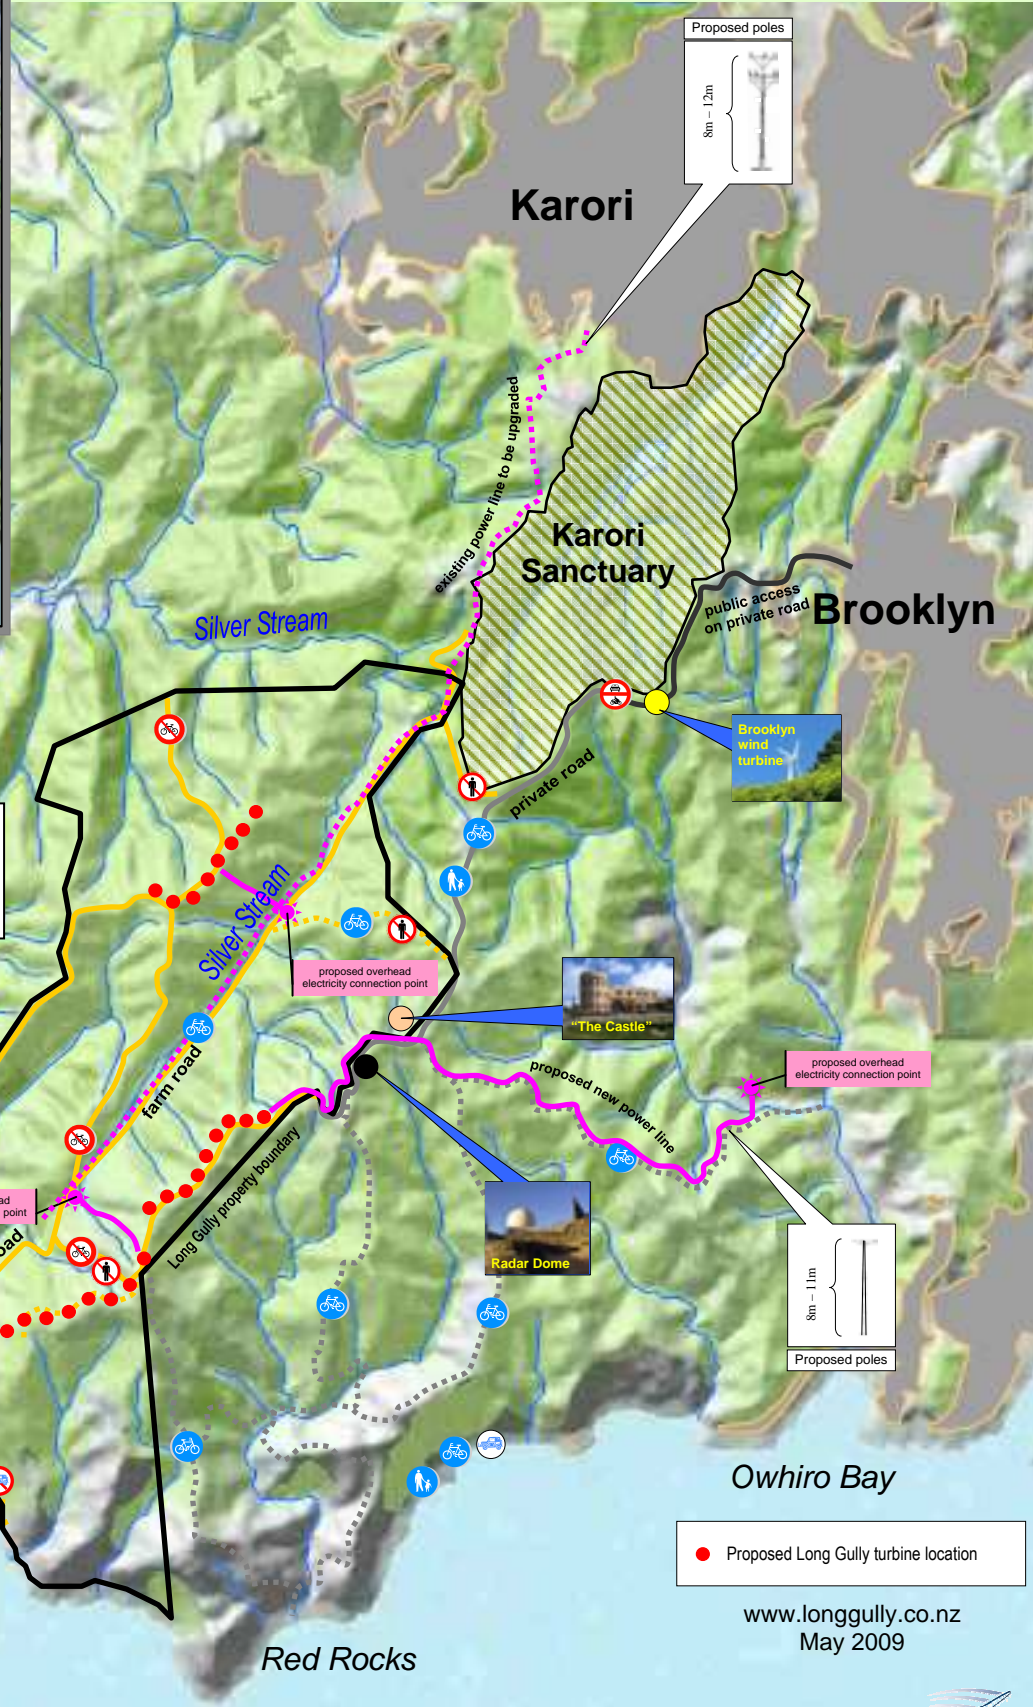 Proposed poles
8m – 12m
Karori
existing power line to be upgraded
Karori
Sanctuary
public access
on private road
Brooklyn
Silver Stream
Brooklyn
wind
turbine
private road
Silver Stream
proposed overhead
electricity connection point
"The Castle"
farm road
proposed new power line
proposed overhead
electricity connection point
Long Gully property boundary
point
Radar Dome
8m – 11m
Proposed poles
Owhiro Bay
Proposed Long Gully turbine location
www.longgully.co.nz
May 2009
Red Rocks